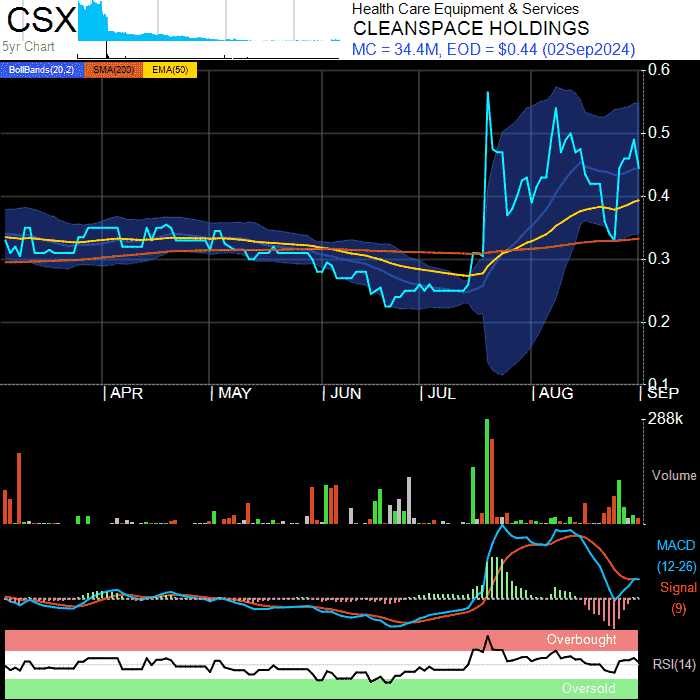 CSX
5yr Chart
Health Care Equipment & Services
CLEANSPACE HOLDINGS
MC = 34.4M, EOD = $0.44 (02Sep2024)
BollBands(20,2) SMA(200) EMA(50)
0.6
0.5
0.4
0.3
0.2
0.1
APR MAY JUN JUL AUG SEP
288k
Volume
MACD
(12-26)
Signal
(9)
Overbought
RSI(14)
Oversold